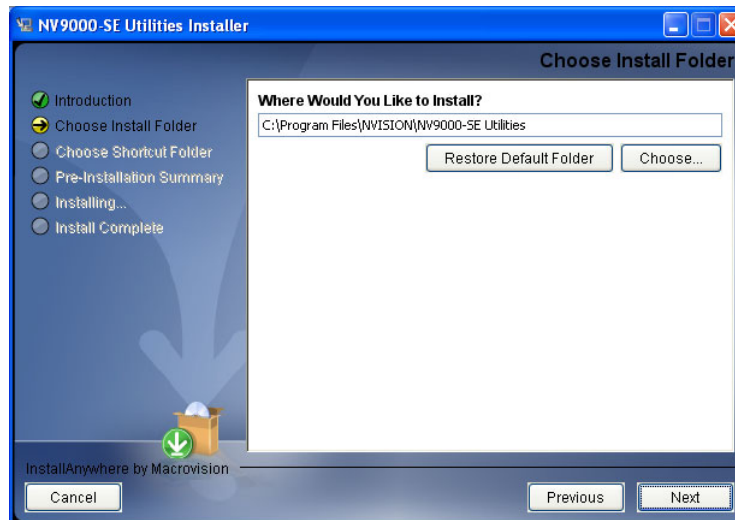 NV9000-SE Utilities Installer
Choose Install Folder
Introduction
Choose Install Folder
Choose Shortcut Folder
Pre-Installation Summary
Installing...
Install Complete
Where Would You Like to Install?
C:\Program Files\NVISION\NV9000-SE Utilities
Restore Default Folder
Choose...
InstallAnywhere by Macrovision
Cancel
Previous
Next